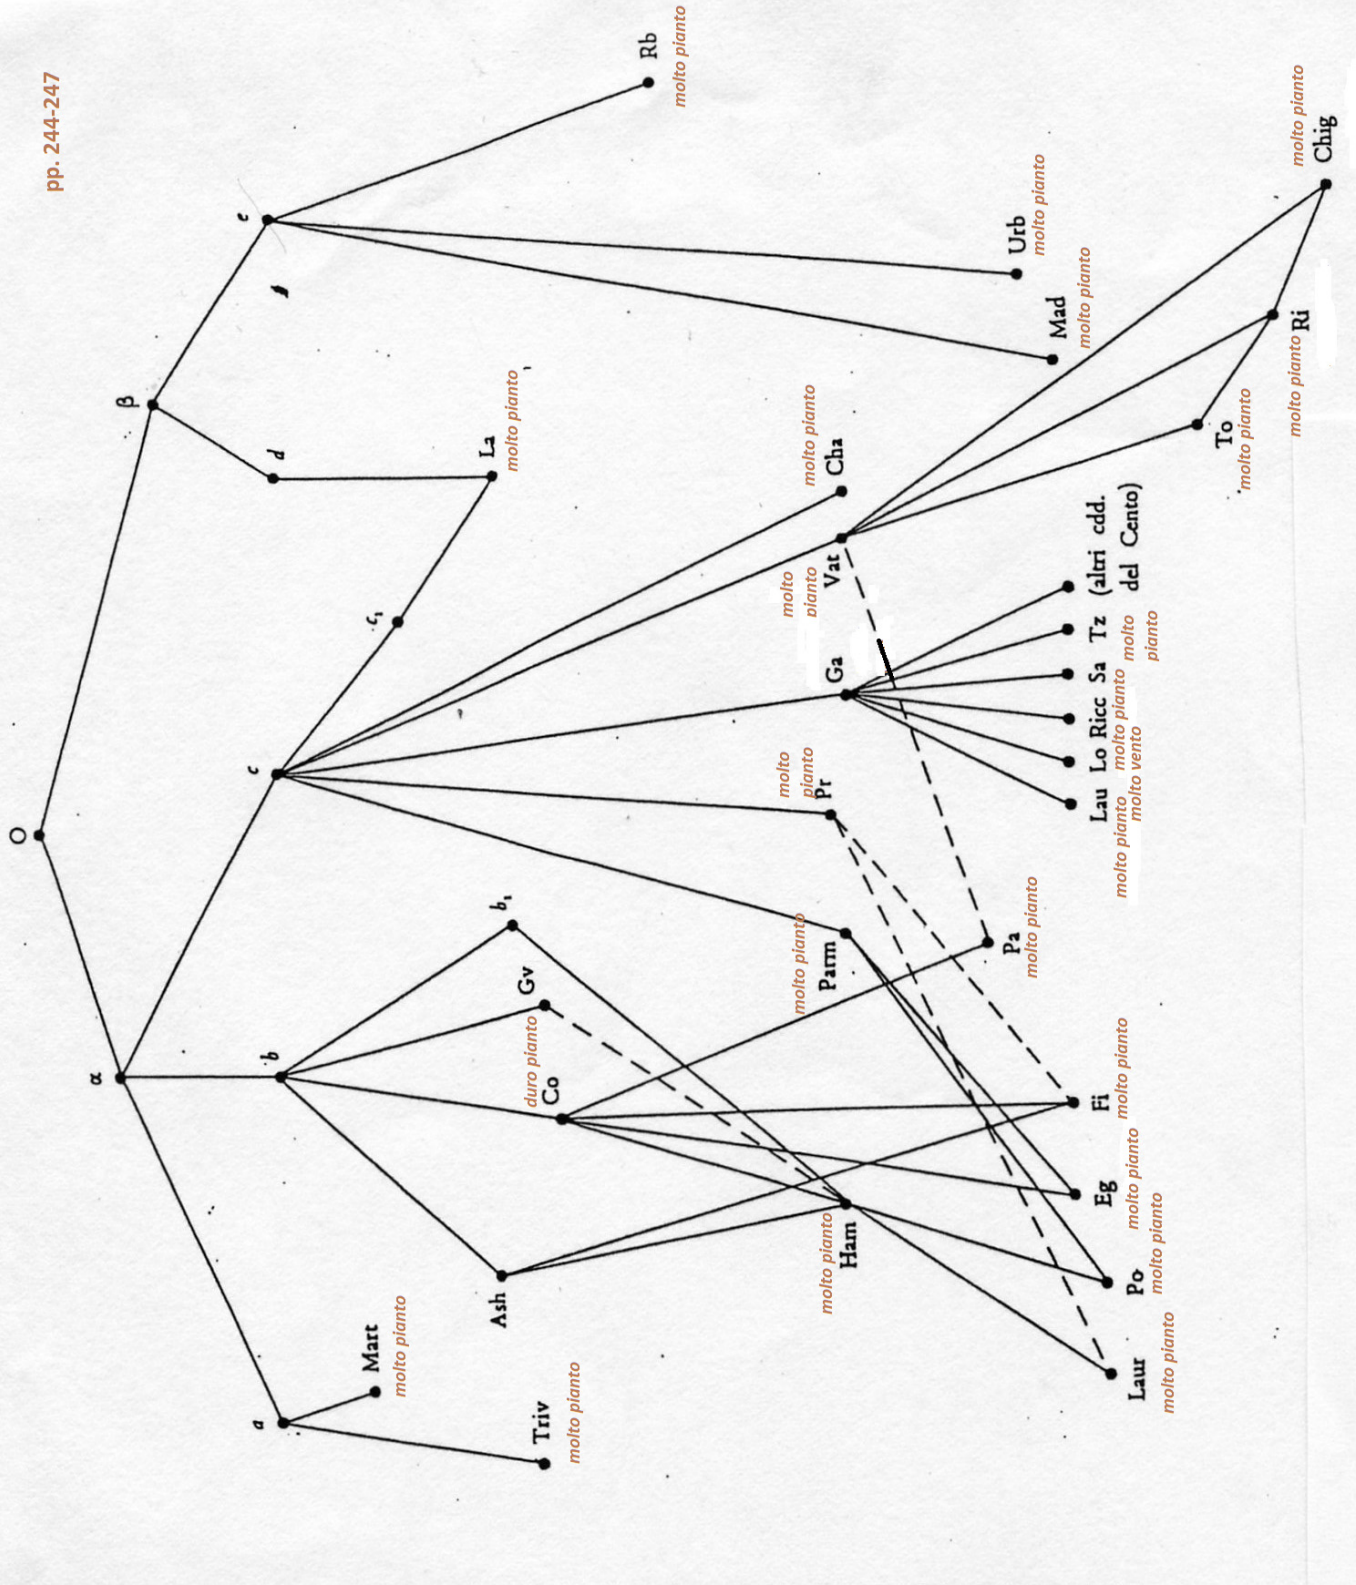 pp. 244-247
O
α
β
a
b
c
d
e
Mart
molto pianto
Triv
molto pianto
Ash
b₁
Gv
Co
duro pianto
c₁
La
molto pianto
Rb
molto pianto
Ham
molto pianto
Parm
molto pianto
Pr
molto
pianto
Ga
Vat
molto
pianto
Cha
molto pianto
Mad
molto pianto
Urb
molto pianto
Laur
molto pianto
Po
molto pianto
Eg
molto pianto
Fi
molto pianto
Pa
molto pianto
Lau
molto pianto
Lo
molto vento
Ricc
molto pianto
Sa
Tz
molto
pianto
(altri cdd.
del Cento)
To
molto pianto
Ri
molto pianto
Chig
molto pianto